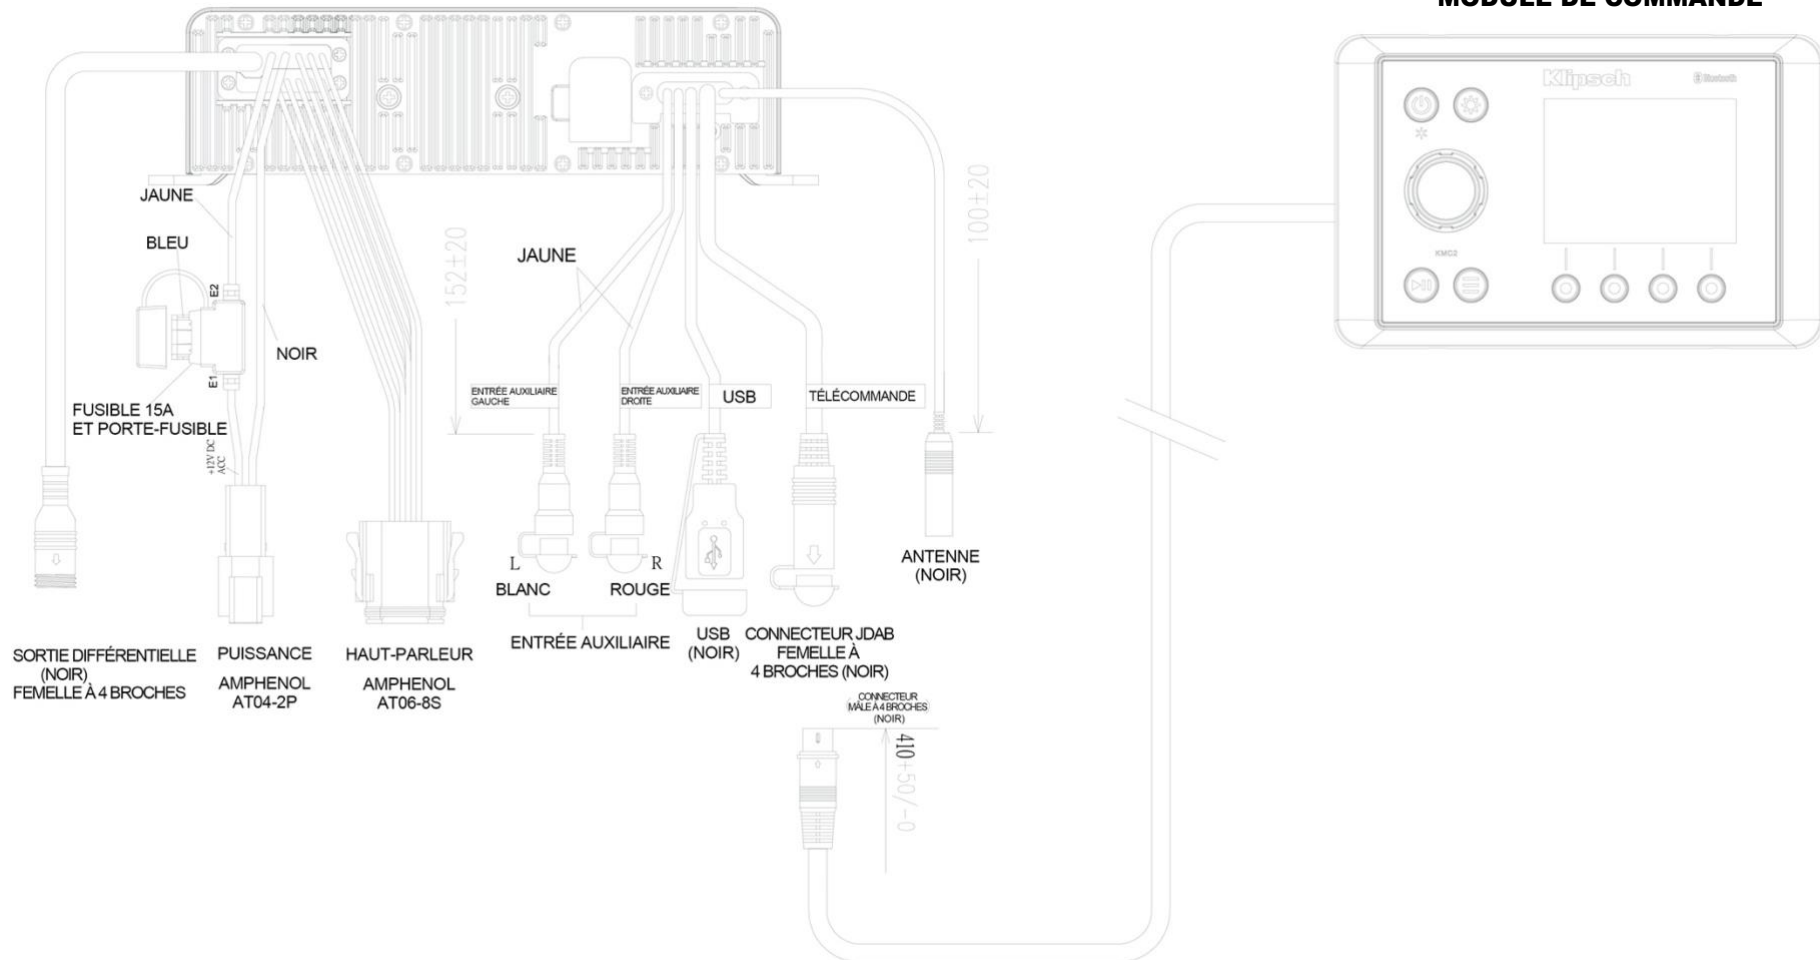 MODULE DE COMMANDE
Klipsch
Bluetooth
KMC2
JAUNE
BLEU
E2
NOIR
E1
FUSIBLE 15A
ET PORTE-FUSIBLE
+12V DC
ACC
152±20
JAUNE
100±20
ENTRÉE AUXILIAIRE
GAUCHE
ENTRÉE AUXILIAIRE
DROITE
USB
TÉLÉCOMMANDE
L
R
BLANC
ROUGE
ENTRÉE AUXILIAIRE
ANTENNE
(NOIR)
SORTIE DIFFÉRENTIELLE
(NOIR)
FEMELLE À 4 BROCHES
PUISSANCE
AMPHENOL
AT04-2P
HAUT-PARLEUR
AMPHENOL
AT06-8S
USB
(NOIR)
CONNECTEUR JDAB
FEMELLE À
4 BROCHES (NOIR)
CONNECTEUR
MÂLE À 4 BROCHES
(NOIR)
410+50/-0